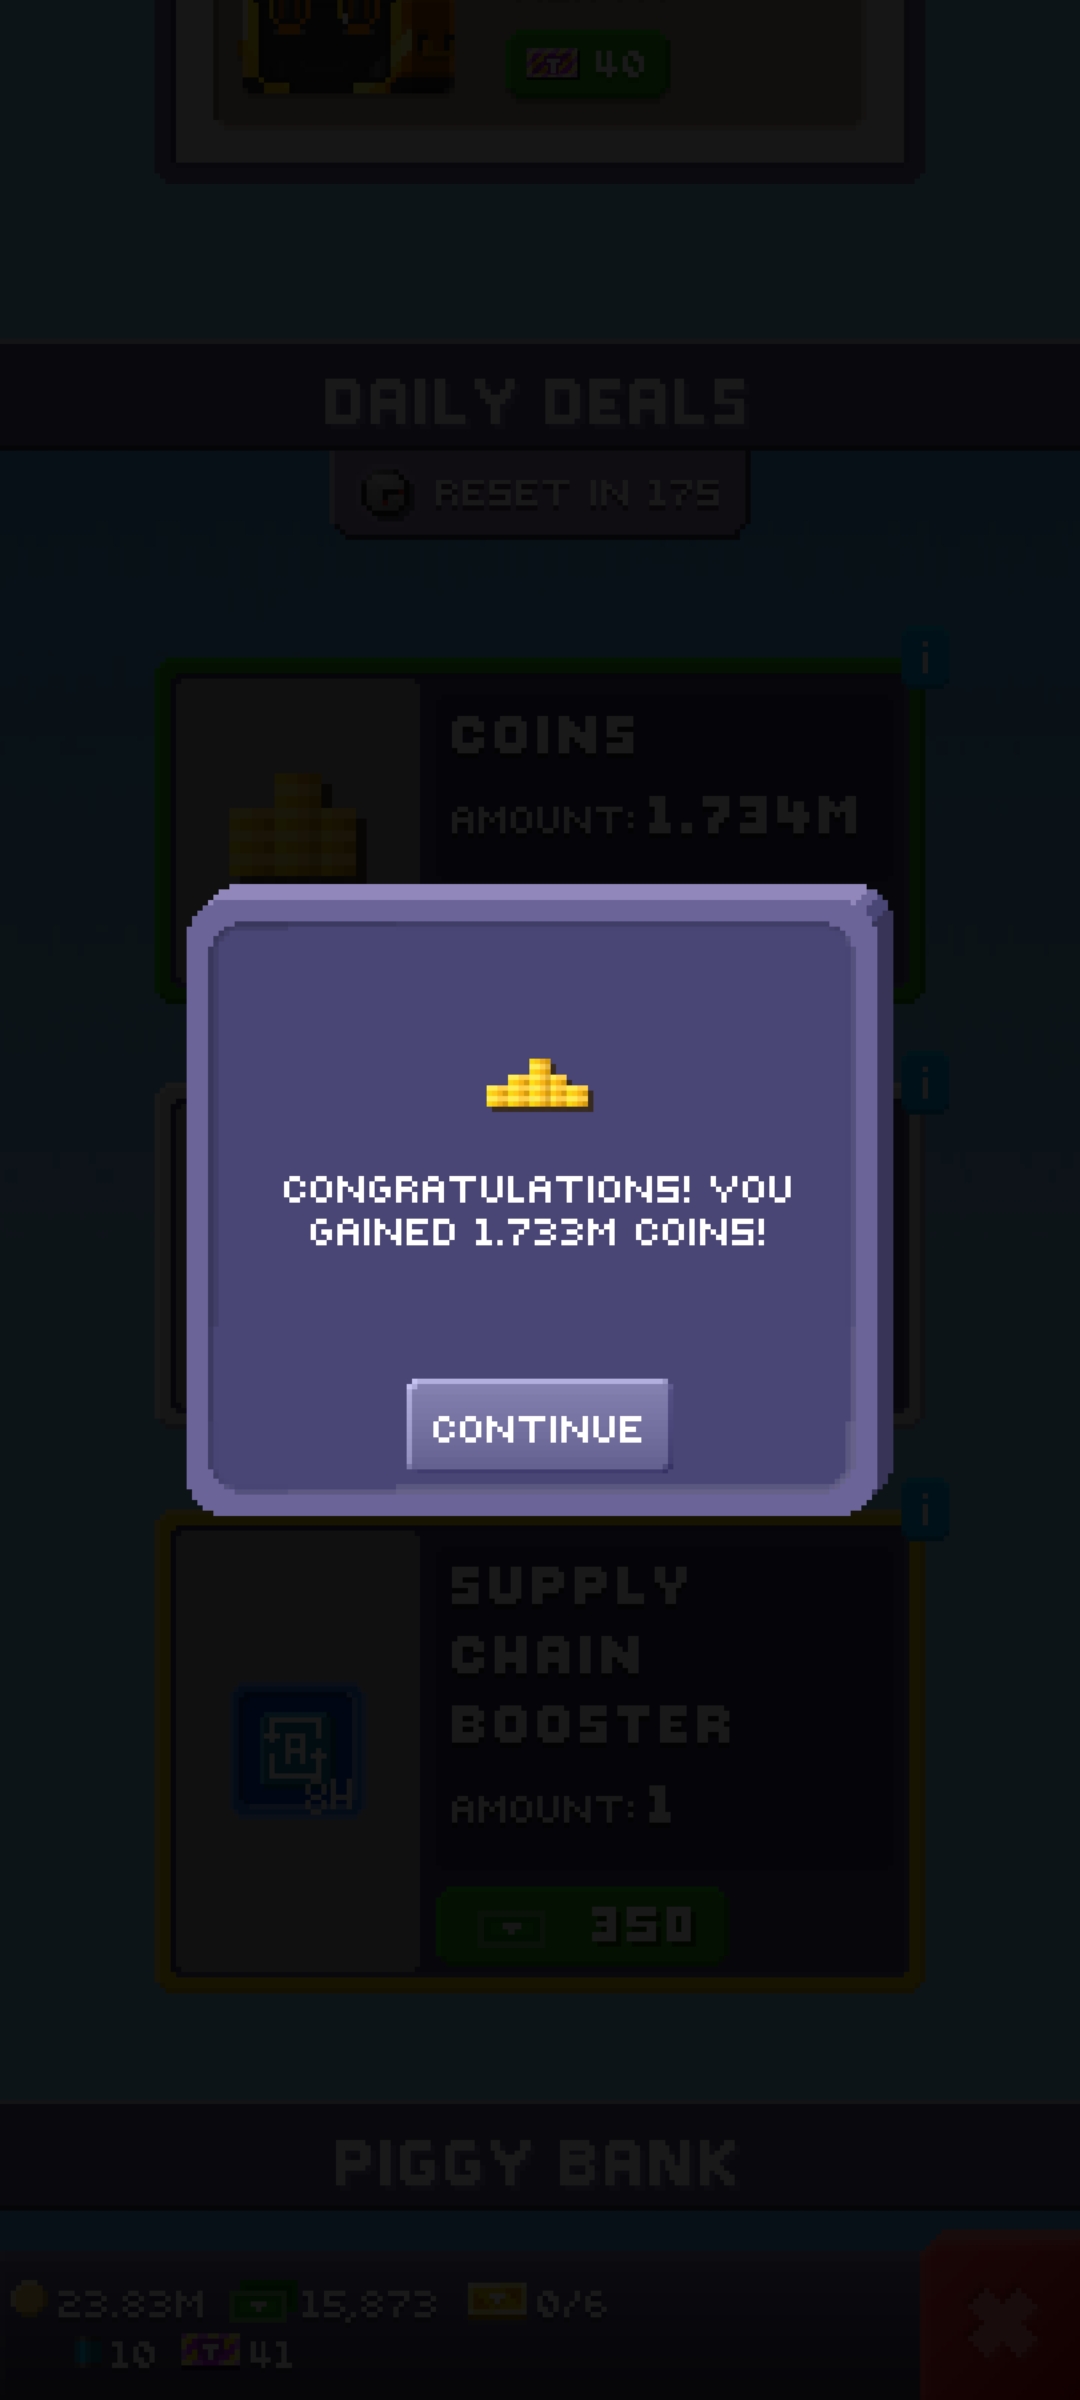 40
DAILY DEALS
RESET IN 17S
i
COINS
AMOUNT: 1.734M
CONGRATULATIONS! YOU
GAINED 1.733M COINS!
CONTINUE
i
i
SUPPLY
CHAIN
BOOSTER
A
8H
AMOUNT: 1
350
PIGGY BANK
23.83M 15,873 0/6
10 T 41